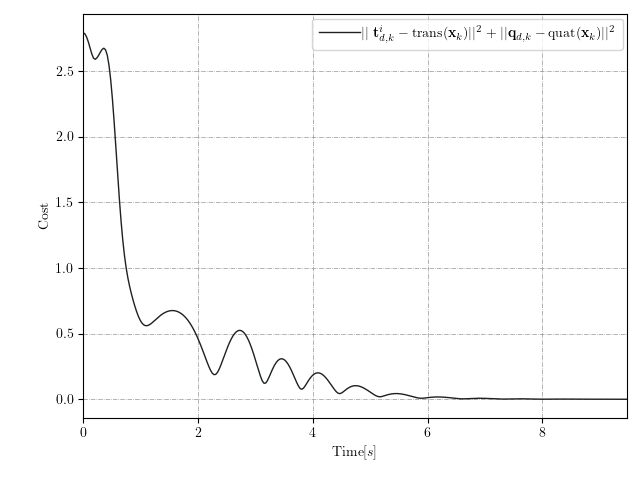 || t^i_{d,k} − trans(x_k)||^2 + ||q_{d,k} − quat(x_k)||^2
2.5
2.0
1.5
1.0
0.5
0.0
Cost
0 2 4 6 8
Time[s]